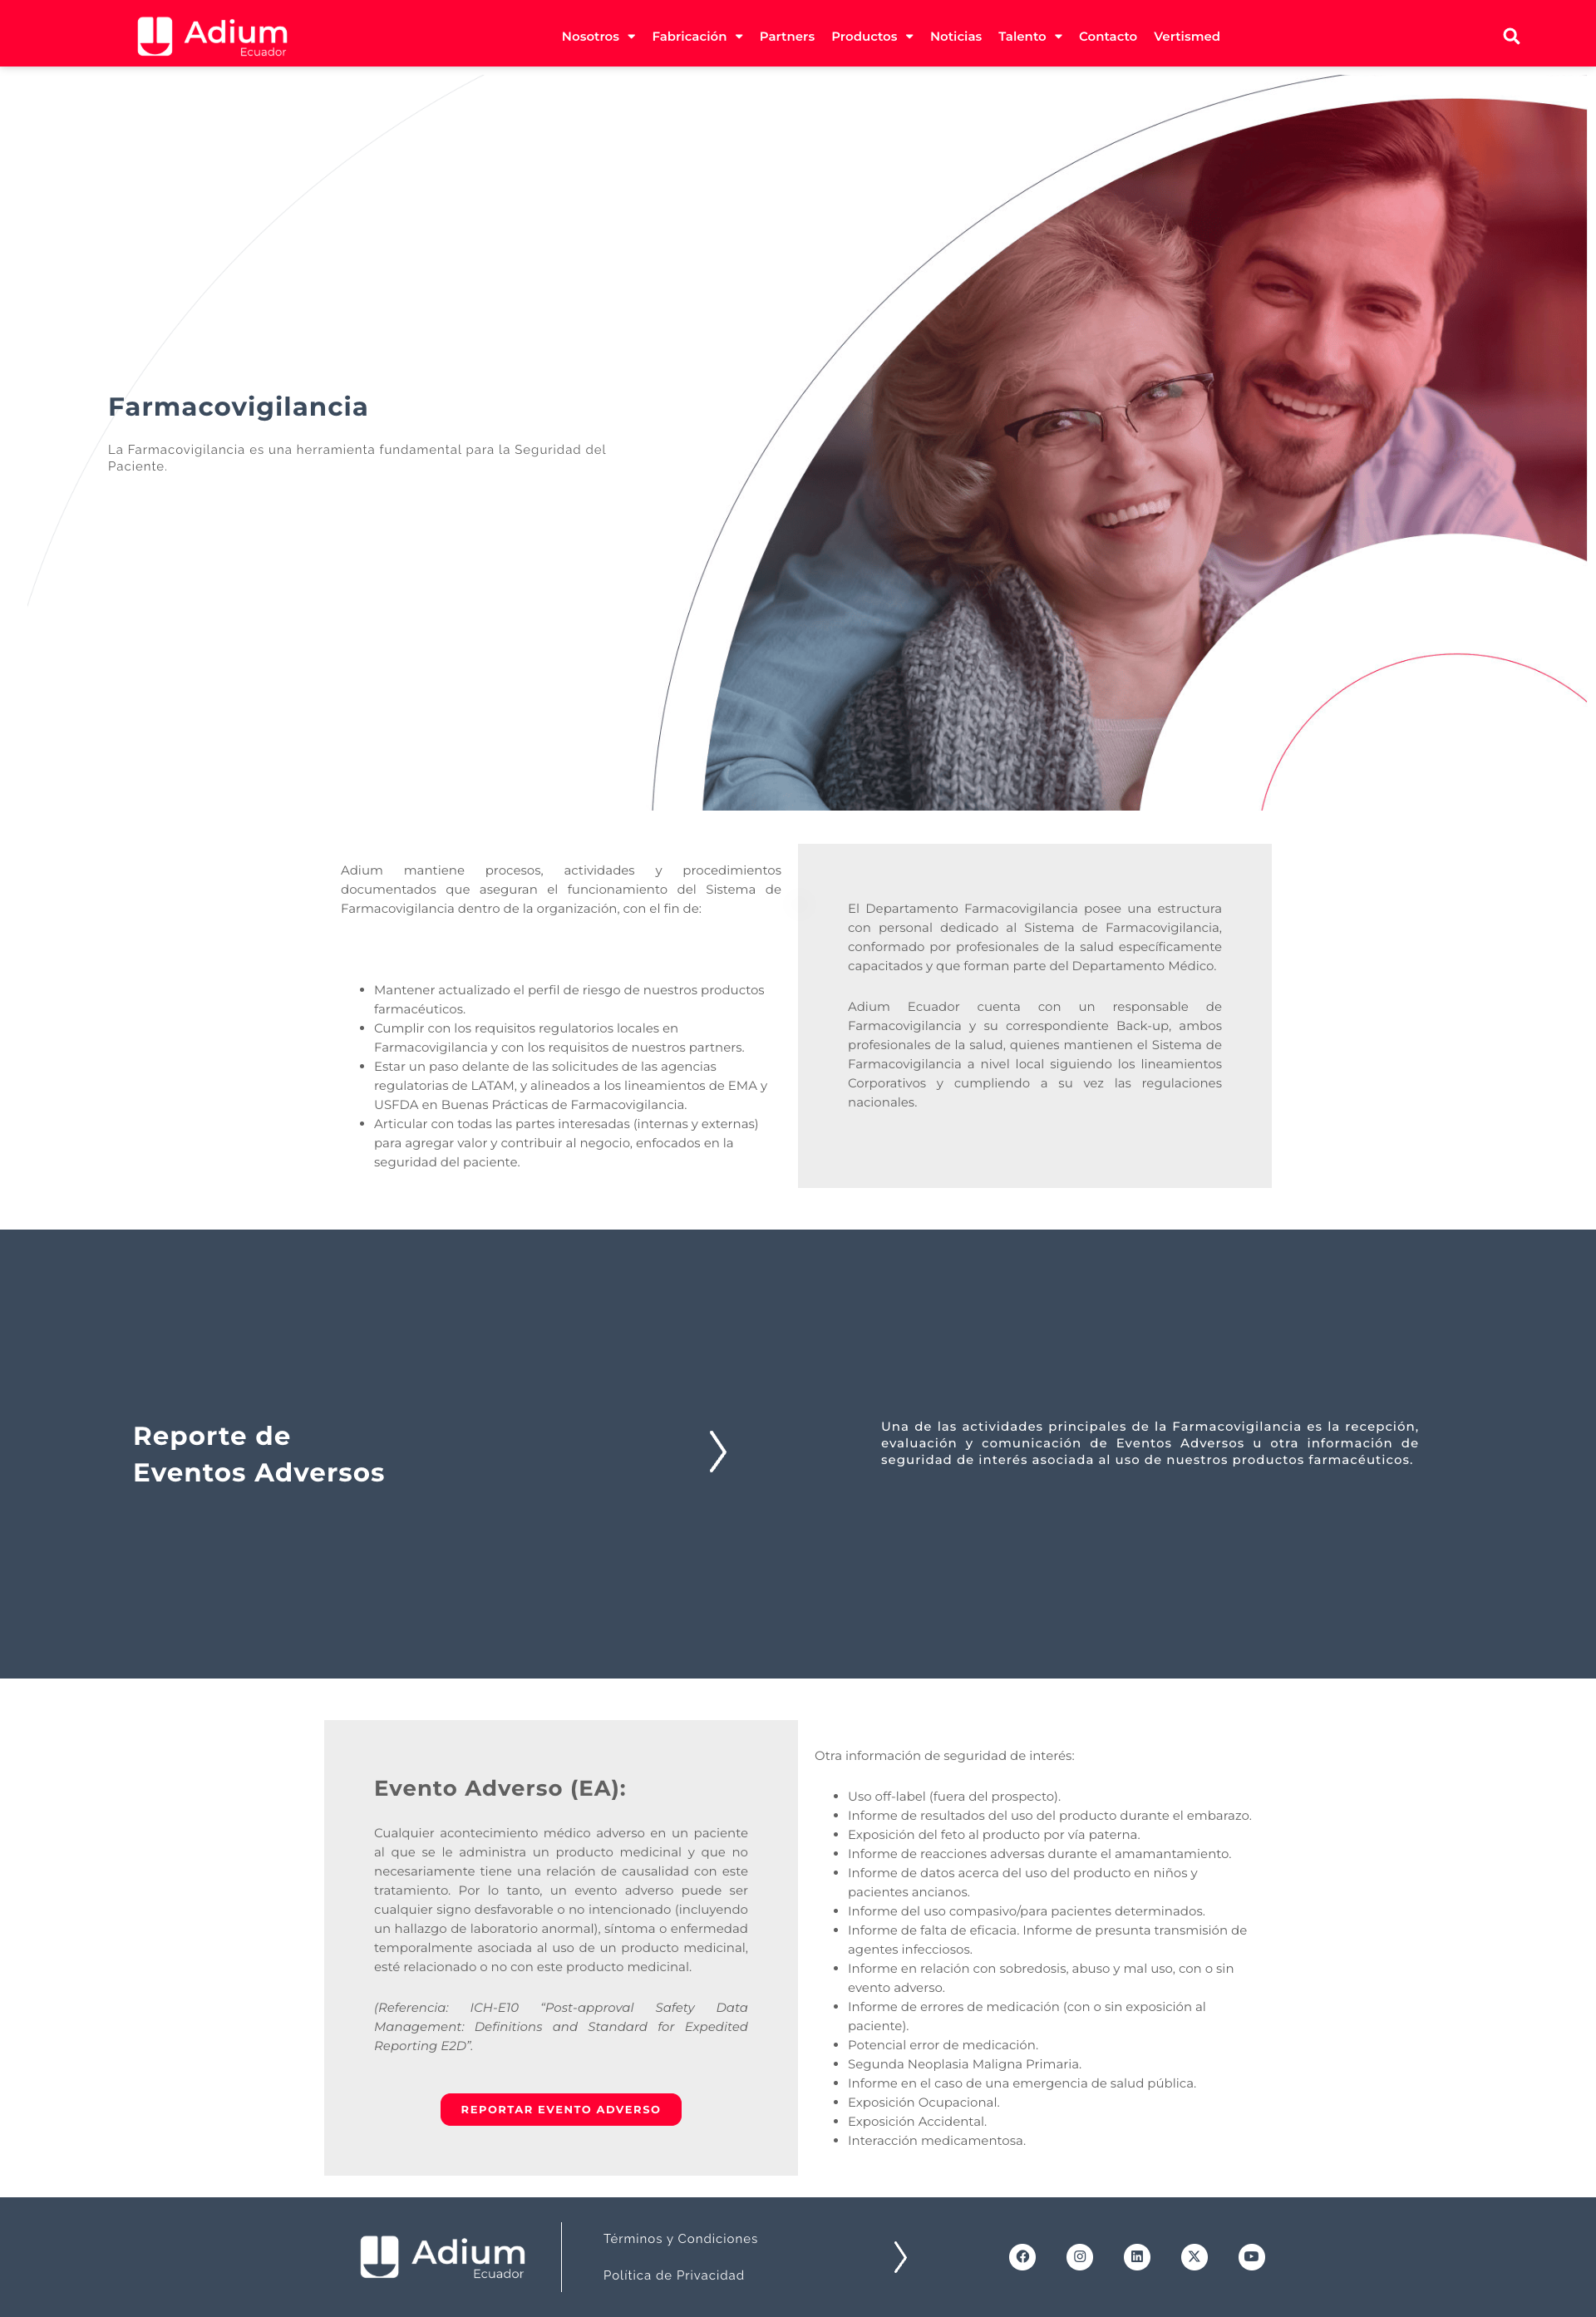 Adium
Ecuador
Nosotros
Fabricación
Partners
Productos
Noticias
Talento
Contacto
Vertismed
Farmacovigilancia
La Farmacovigilancia es una herramienta fundamental para la Seguridad del
Paciente.
Adium mantiene procesos, actividades y procedimientos
documentados que aseguran el funcionamiento del Sistema de
Farmacovigilancia dentro de la organización, con el fin de:
• Mantener actualizado el perfil de riesgo de nuestros productos
farmacéuticos.
• Cumplir con los requisitos regulatorios locales en
Farmacovigilancia y con los requisitos de nuestros partners.
• Estar un paso delante de las solicitudes de las agencias
regulatorias de LATAM, y alineados a los lineamientos de EMA y
USFDA en Buenas Prácticas de Farmacovigilancia.
• Articular con todas las partes interesadas (internas y externas)
para agregar valor y contribuir al negocio, enfocados en la
seguridad del paciente.
El Departamento Farmacovigilancia posee una estructura
con personal dedicado al Sistema de Farmacovigilancia,
conformado por profesionales de la salud específicamente
capacitados y que forman parte del Departamento Médico.
Adium Ecuador cuenta con un responsable de
Farmacovigilancia y su correspondiente Back-up, ambos
profesionales de la salud, quienes mantienen el Sistema de
Farmacovigilancia a nivel local siguiendo los lineamientos
Corporativos y cumpliendo a su vez las regulaciones
nacionales.
Reporte de
Eventos Adversos
Una de las actividades principales de la Farmacovigilancia es la recepción,
evaluación y comunicación de Eventos Adversos u otra información de
seguridad de interés asociada al uso de nuestros productos farmacéuticos.
Evento Adverso (EA):
Cualquier acontecimiento médico adverso en un paciente
al que se le administra un producto medicinal y que no
necesariamente tiene una relación de causalidad con este
tratamiento. Por lo tanto, un evento adverso puede ser
cualquier signo desfavorable o no intencionado (incluyendo
un hallazgo de laboratorio anormal), síntoma o enfermedad
temporalmente asociada al uso de un producto medicinal,
esté relacionado o no con este producto medicinal.
(Referencia: ICH-E10 “Post-approval Safety Data
Management: Definitions and Standard for Expedited
Reporting E2D”.
REPORTAR EVENTO ADVERSO
Otra información de seguridad de interés:
• Uso off-label (fuera del prospecto).
• Informe de resultados del uso del producto durante el embarazo.
• Exposición del feto al producto por vía paterna.
• Informe de reacciones adversas durante el amamantamiento.
• Informe de datos acerca del uso del producto en niños y
pacientes ancianos.
• Informe del uso compasivo/para pacientes determinados.
• Informe de falta de eficacia. Informe de presunta transmisión de
agentes infecciosos.
• Informe en relación con sobredosis, abuso y mal uso, con o sin
evento adverso.
• Informe de errores de medicación (con o sin exposición al
paciente).
• Potencial error de medicación.
• Segunda Neoplasia Maligna Primaria.
• Informe en el caso de una emergencia de salud pública.
• Exposición Ocupacional.
• Exposición Accidental.
• Interacción medicamentosa.
Adium
Ecuador
Términos y Condiciones
Política de Privacidad